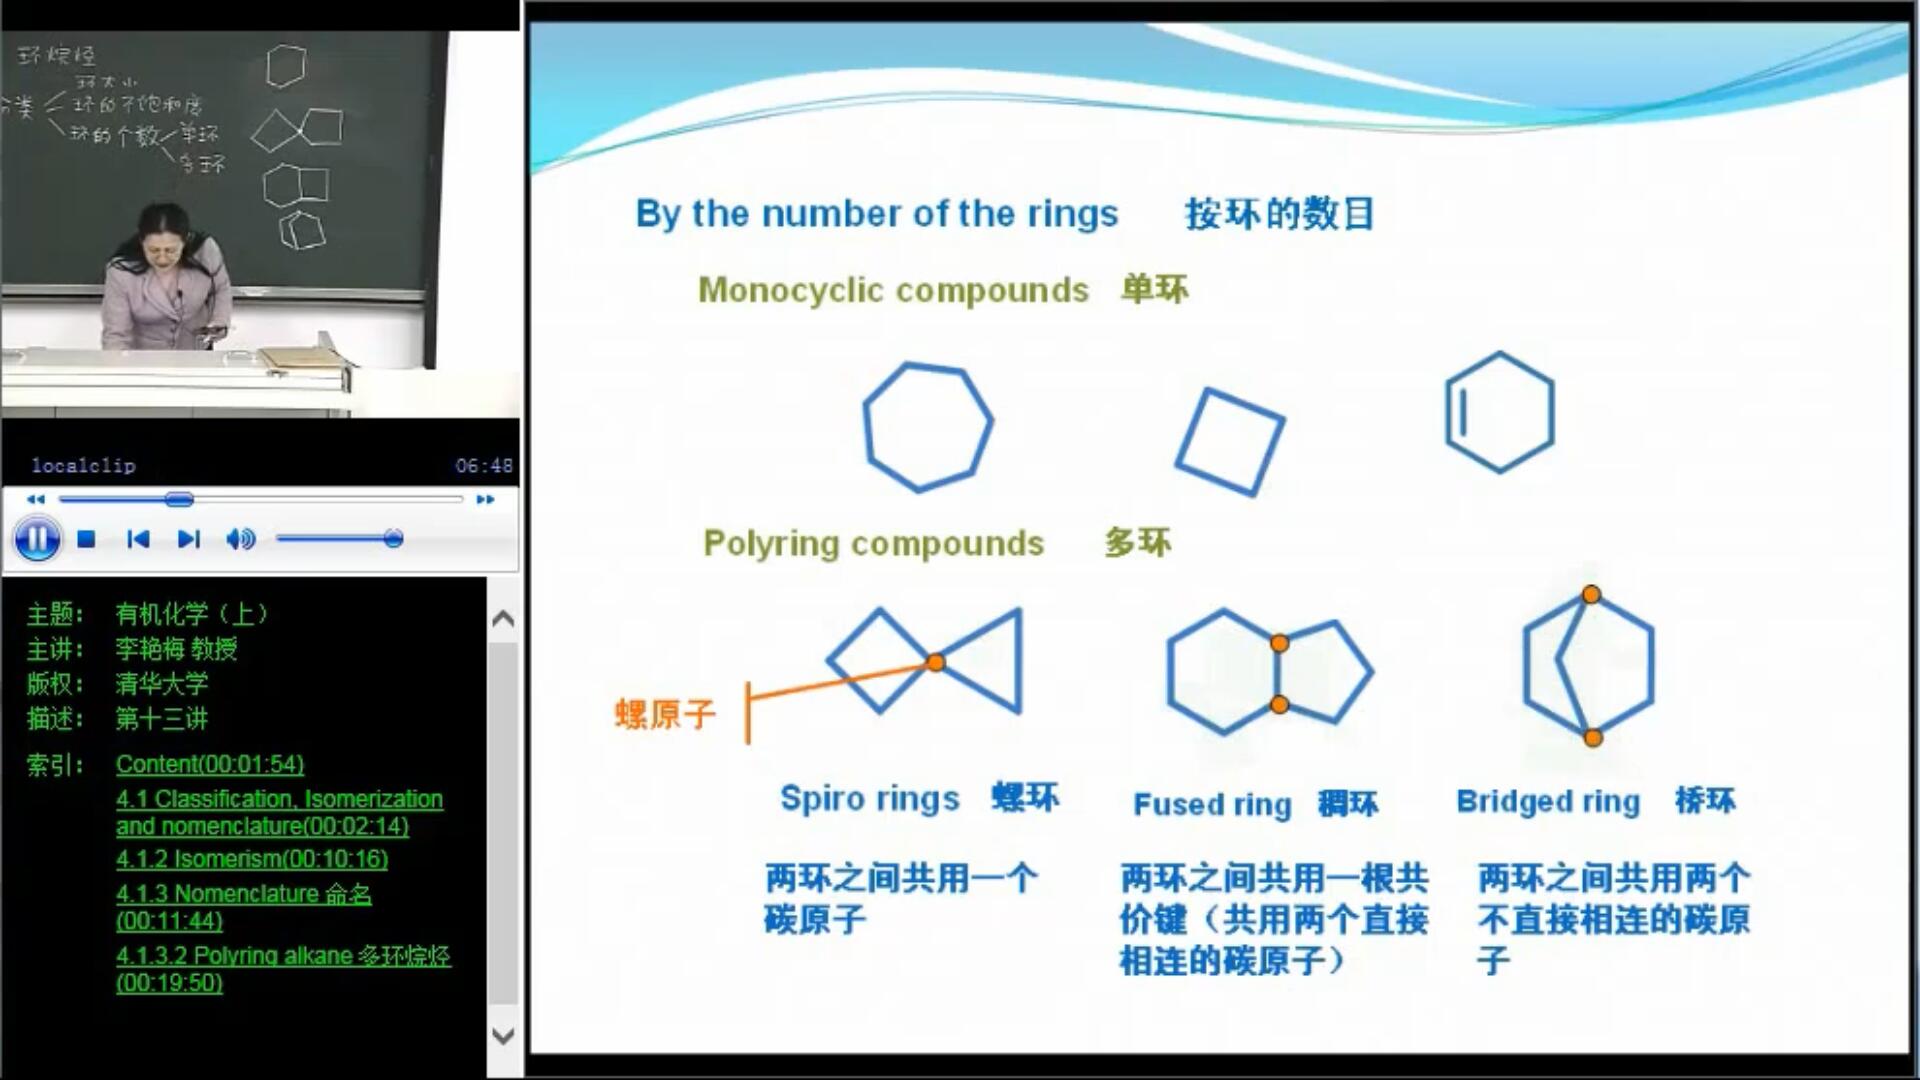 环烷烃
环大小
分类 环的不饱和度
环的个数 单环
多环
localclip 06:48
主题： 有机化学（上）
主讲： 李艳梅 教授
版权： 清华大学
描述： 第十三讲
索引： Content(00:01:54)
4.1 Classification, Isomerization
and nomenclature(00:02:14)
4.1.2 Isomerism(00:10:16)
4.1.3 Nomenclature 命名
(00:11:44)
4.1.3.2 Polyring alkane 多环烷烃
(00:19:50)
By the number of the rings 按环的数目
Monocyclic compounds 单环
Polyring compounds 多环
螺原子
Spiro rings 螺环
两环之间共用一个
碳原子
Fused ring 稠环
两环之间共用一根共
价键（共用两个直接
相连的碳原子）
Bridged ring 桥环
两环之间共用两个
不直接相连的碳原
子